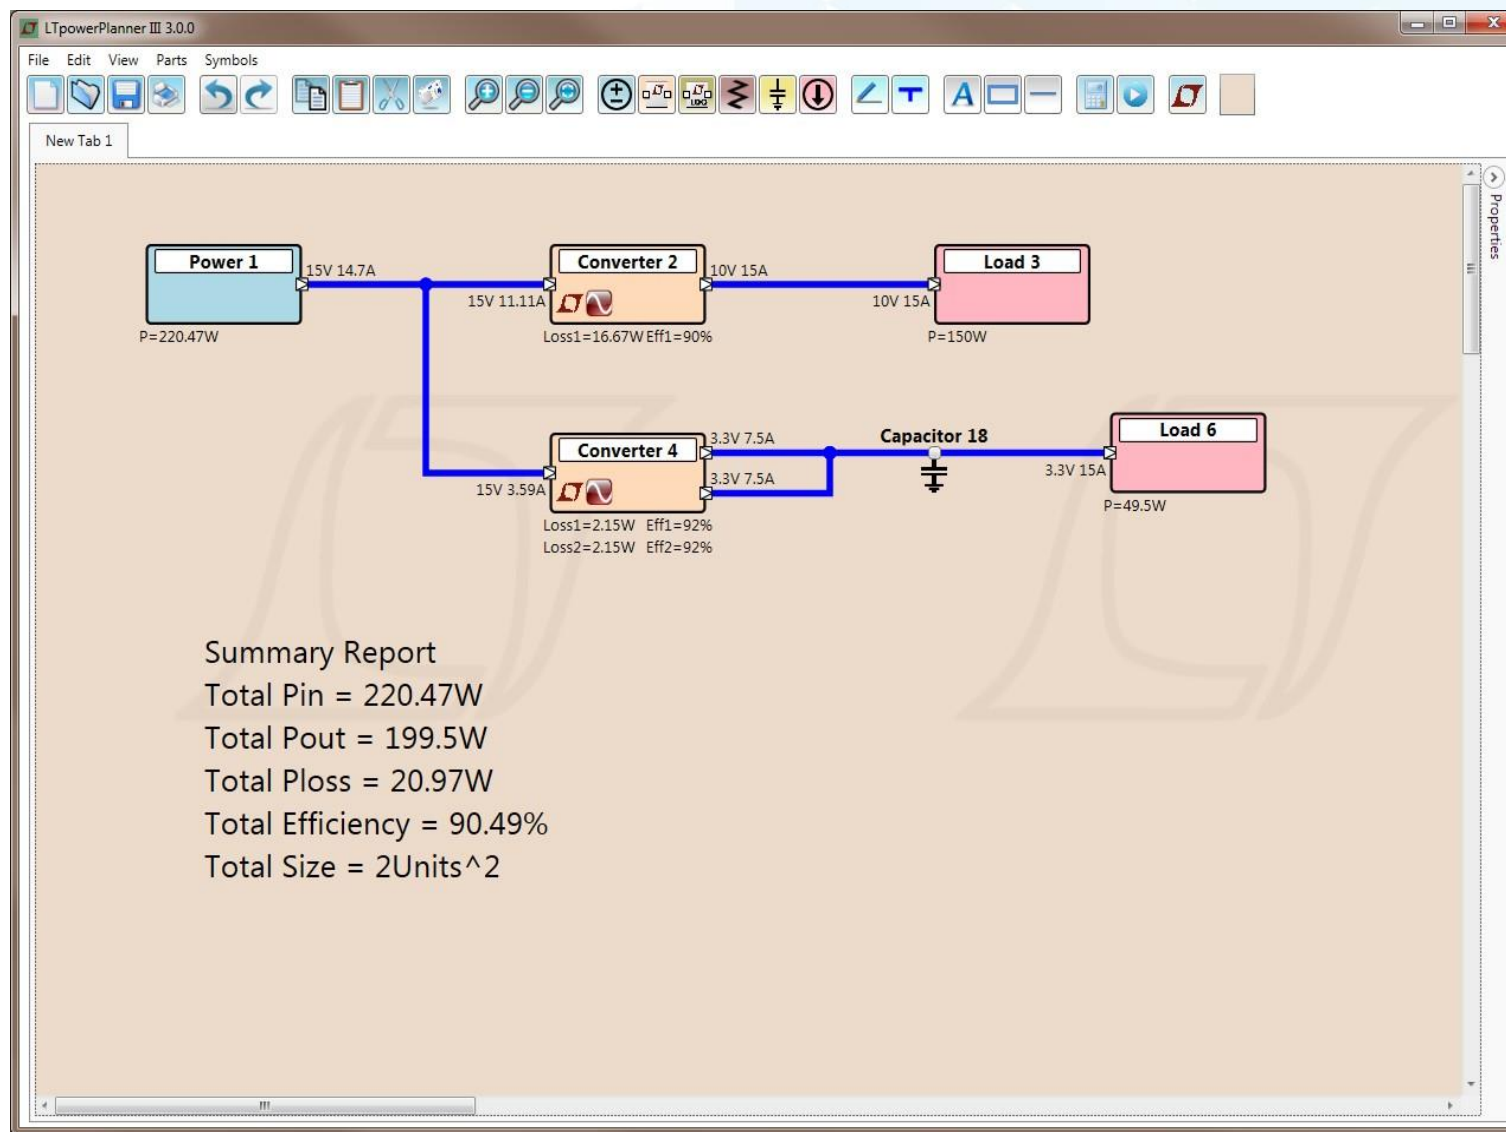 LTpowerPlanner III 3.0.0
File Edit View Parts Symbols
LDO
A
New Tab 1
Properties
Power 1
15V 14.7A
P=220.47W
Converter 2
15V 11.11A
10V 15A
Loss1=16.67W Eff1=90%
Load 3
10V 15A
P=150W
Converter 4
15V 3.59A
3.3V 7.5A
3.3V 7.5A
Loss1=2.15W Eff1=92%
Loss2=2.15W Eff2=92%
Capacitor 18
Load 6
3.3V 15A
P=49.5W
Summary Report
Total Pin = 220.47W
Total Pout = 199.5W
Total Ploss = 20.97W
Total Efficiency = 90.49%
Total Size = 2Units^2